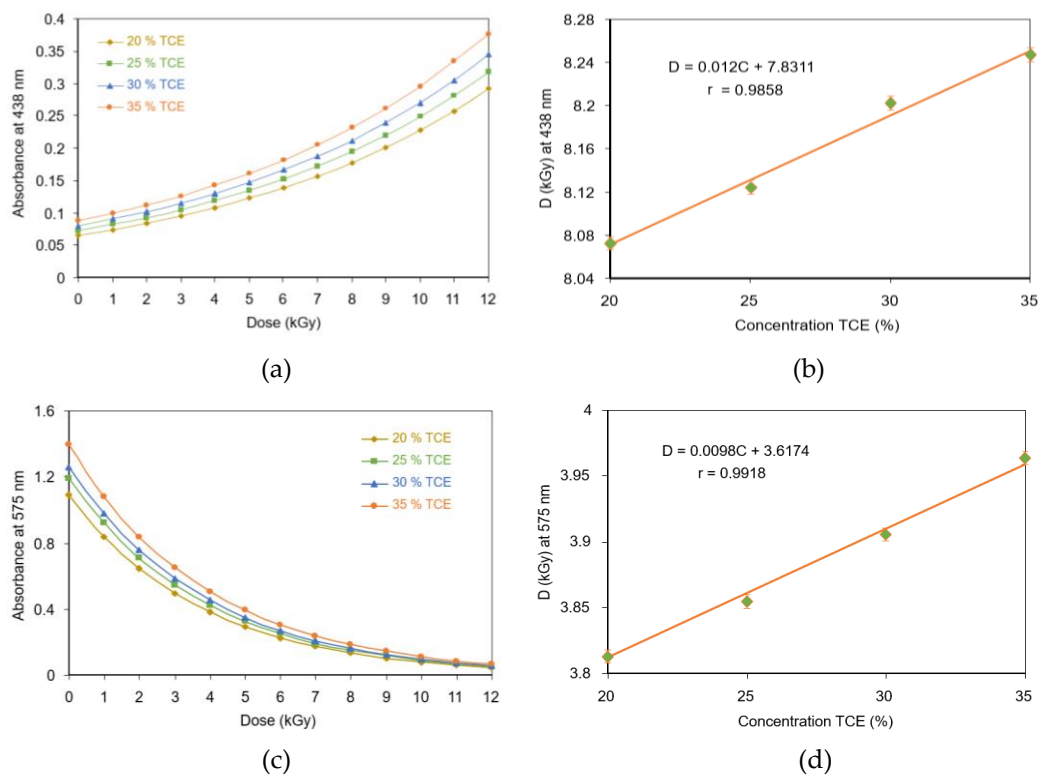 Absorbance at 438 nm
0.4
0.35
0.3
0.25
0.2
0.15
0.1
0.05
0
20 % TCE
25 % TCE
30 % TCE
35 % TCE
0 1 2 3 4 5 6 7 8 9 10 11 12
Dose (kGy)
(a)
D (kGy) at 438 nm
8.28
8.24
8.2
8.16
8.12
8.08
8.04
D = 0.012C + 7.8311
r = 0.9858
20 25 30 35
Concentration TCE (%)
(b)
Absorbance at 575 nm
1.6
1.2
0.8
0.4
0
20 % TCE
25 % TCE
30 % TCE
35 % TCE
0 1 2 3 4 5 6 7 8 9 10 11 12
Dose (kGy)
(c)
D (kGy) at 575 nm
4
3.95
3.9
3.85
3.8
D = 0.0098C + 3.6174
r = 0.9918
20 25 30 35
Concentration TCE (%)
(d)